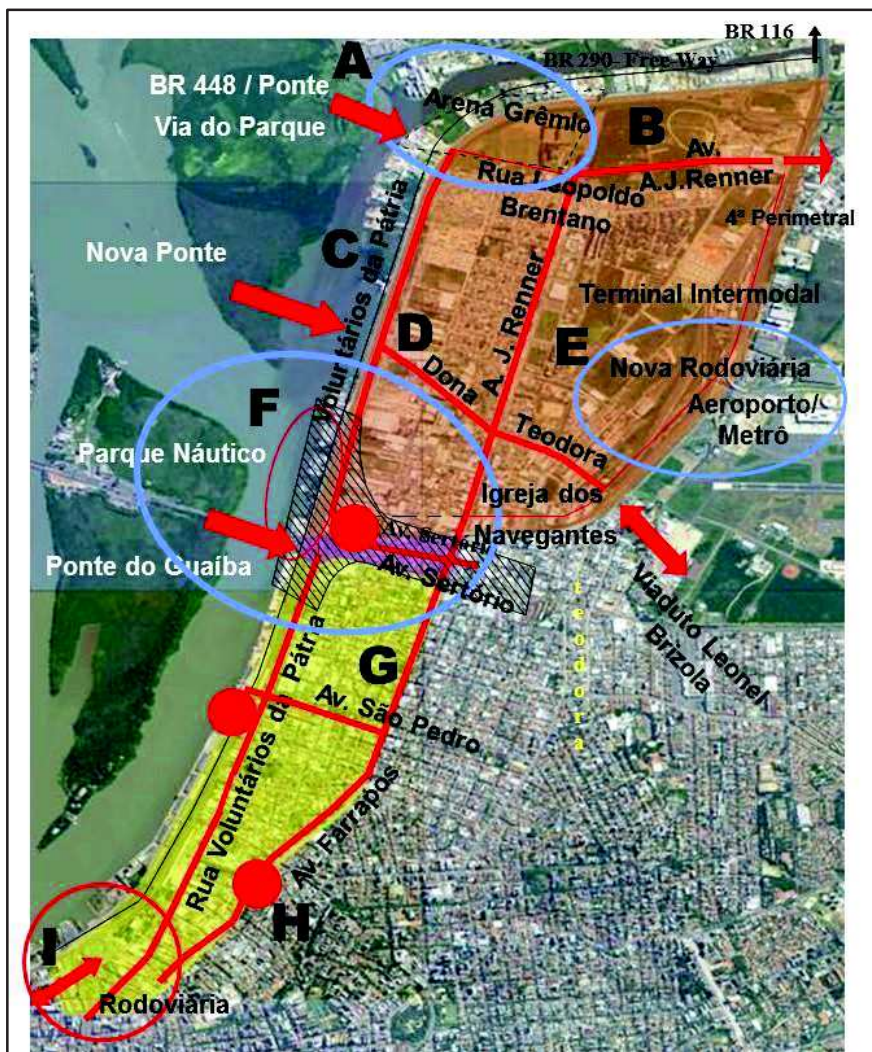 BR 116
BR 290- Free-Way
A
BR 448 / Ponte
Via do Parque
Arena Grêmio
B
Av.
A.J.Renner
Rua Leopoldo
Brentano
4ª Perimetral
C
Voluntários da Pátria
Nova Ponte
A. J. Renner
Terminal Intermodal
D
Dona
Teodora
E
Nova Rodoviária
Aeroporto/
Metrô
F
Parque Náutico
Igreja dos
Navegantes
Av. Sertório
Av. Sertório
Ponte do Guaíba
teodora
Viaduto Leonel
Brizola
G
Av. São Pedro
Rua Voluntários da Pátria
Av. Farrapos
H
I
Rodoviária